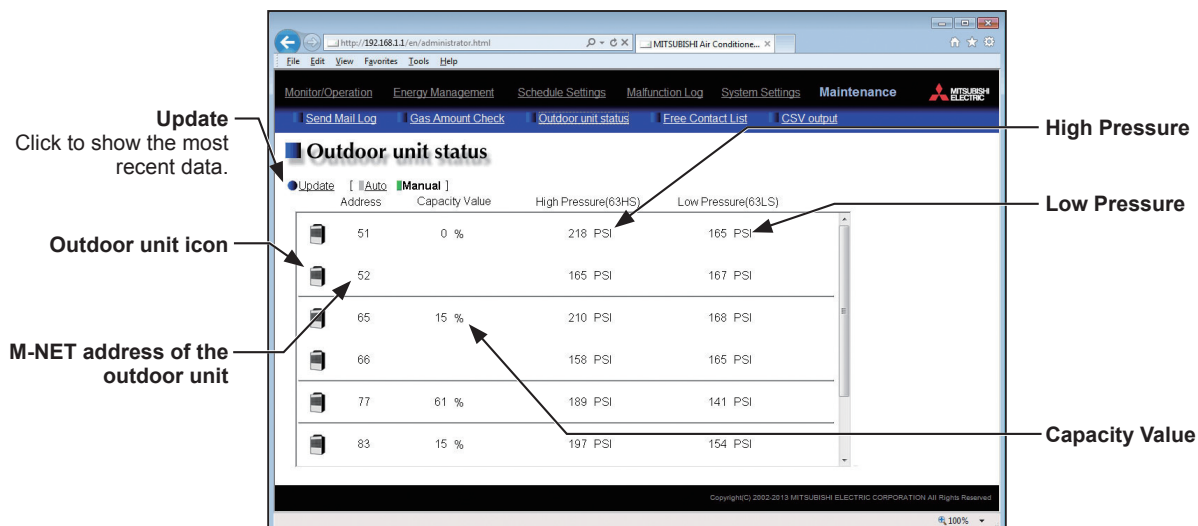 http://192.168.1.1/en/administrator.html
MITSUBISHI Air Conditione...
File Edit View Favorites Tools Help
Monitor/Operation Energy Management Schedule Settings Malfunction Log System Settings Maintenance
MITSUBISHI
ELECTRIC
Send Mail Log Gas Amount Check Outdoor unit status Free Contact List CSV output
Outdoor unit status
Update [ Auto Manual ]
Address Capacity Value High Pressure(63HS) Low Pressure(63LS)
51 0 % 218 PSI 165 PSI
52 165 PSI 167 PSI
65 15 % 210 PSI 168 PSI
66 158 PSI 165 PSI
77 61 % 189 PSI 141 PSI
83 15 % 197 PSI 154 PSI
Copyright(C) 2002-2013 MITSUBISHI ELECTRIC CORPORATION All Rights Reserved
100%
Update
Click to show the most
recent data.
Outdoor unit icon
M-NET address of the
outdoor unit
High Pressure
Low Pressure
Capacity Value